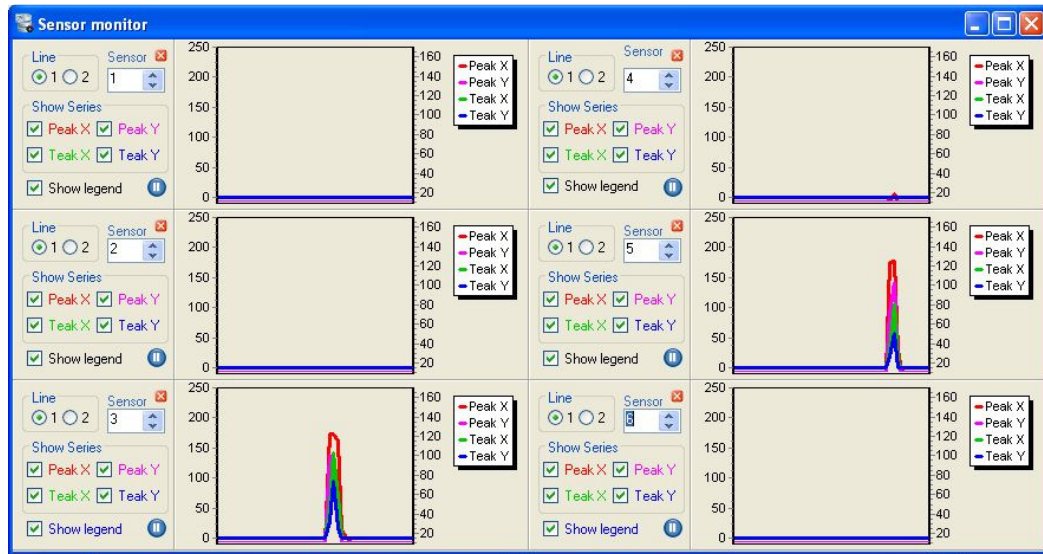 Sensor monitor
Line Sensor
1 2 1
Show Series
Peak X Peak Y
Teak X Teak Y
Show legend
250
200
150
100
50
0
160
140
120
100
80
60
40
20
Peak X
Peak Y
Teak X
Teak Y
Line Sensor
1 2 4
Show Series
Peak X Peak Y
Teak X Teak Y
Show legend
250
200
150
100
50
0
160
140
120
100
80
60
40
20
Peak X
Peak Y
Teak X
Teak Y
Line Sensor
1 2 2
Show Series
Peak X Peak Y
Teak X Teak Y
Show legend
250
200
150
100
50
0
160
140
120
100
80
60
40
20
Peak X
Peak Y
Teak X
Teak Y
Line Sensor
1 2 5
Show Series
Peak X Peak Y
Teak X Teak Y
Show legend
250
200
150
100
50
0
160
140
120
100
80
60
40
20
Peak X
Peak Y
Teak X
Teak Y
Line Sensor
1 2 3
Show Series
Peak X Peak Y
Teak X Teak Y
Show legend
250
200
150
100
50
0
160
140
120
100
80
60
40
20
Peak X
Peak Y
Teak X
Teak Y
Line Sensor
1 2 6
Show Series
Peak X Peak Y
Teak X Teak Y
Show legend
250
200
150
100
50
0
160
140
120
100
80
60
40
20
Peak X
Peak Y
Teak X
Teak Y